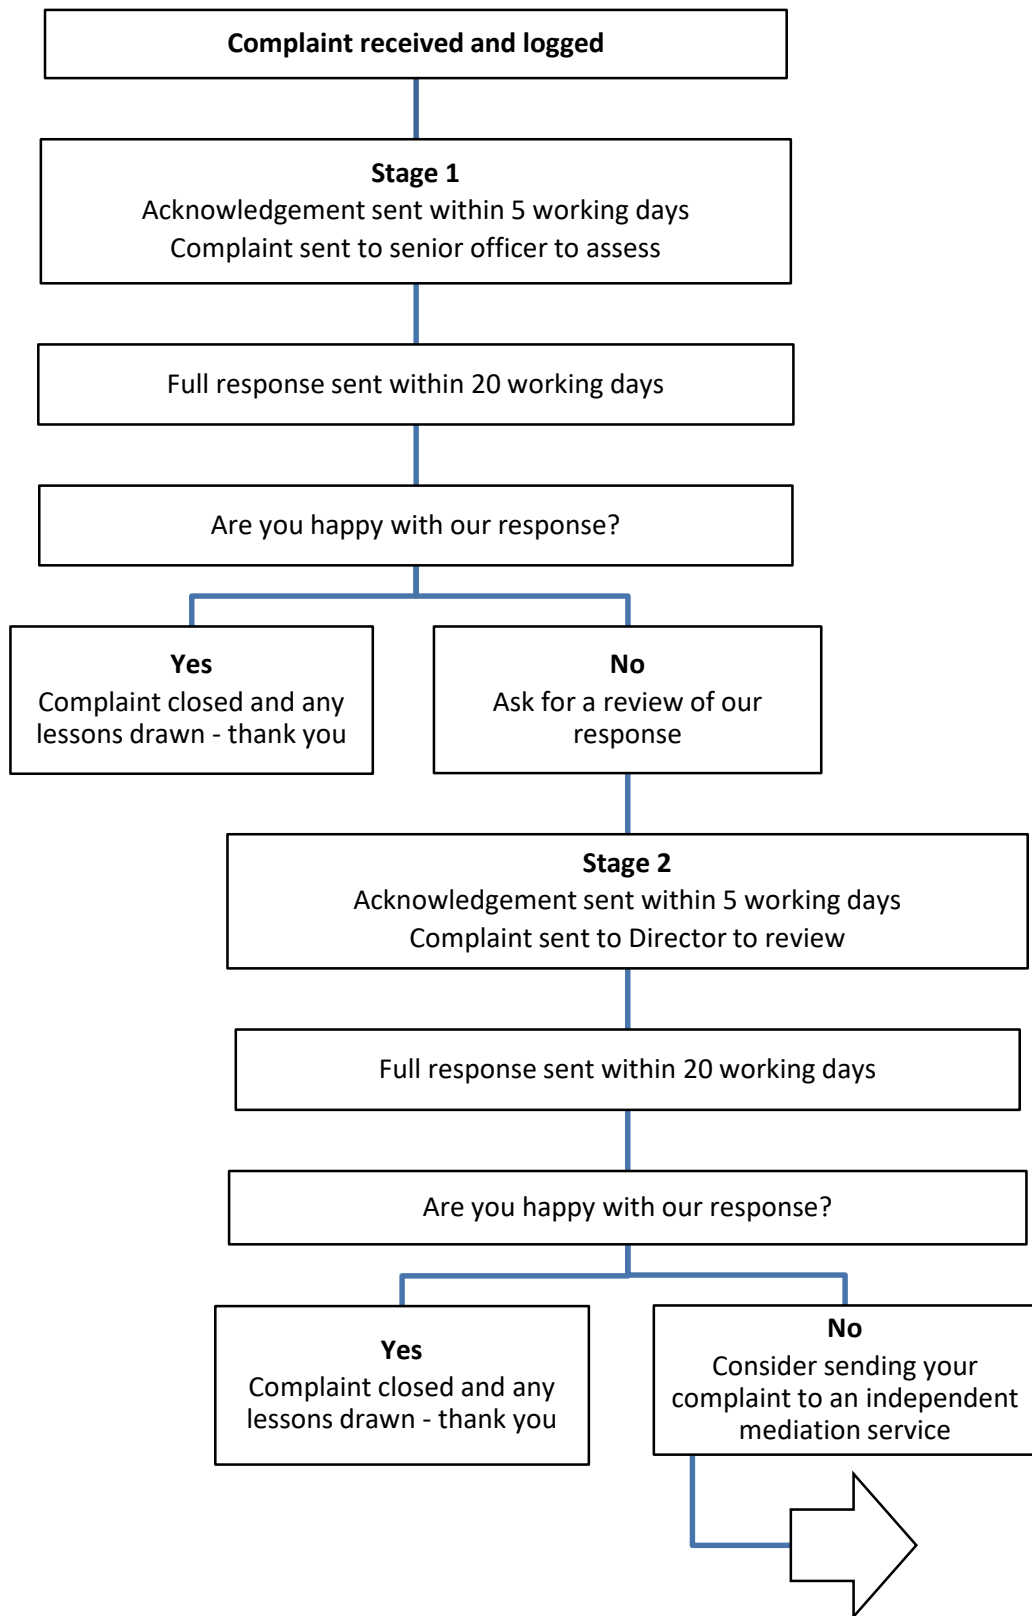 Complaint received and logged
Stage 1
Acknowledgement sent within 5 working days
Complaint sent to senior officer to assess
Full response sent within 20 working days
Are you happy with our response?
Yes
Complaint closed and any
lessons drawn - thank you
No
Ask for a review of our
response
Stage 2
Acknowledgement sent within 5 working days
Complaint sent to Director to review
Full response sent within 20 working days
Are you happy with our response?
Yes
Complaint closed and any
lessons drawn - thank you
No
Consider sending your
complaint to an independent
mediation service